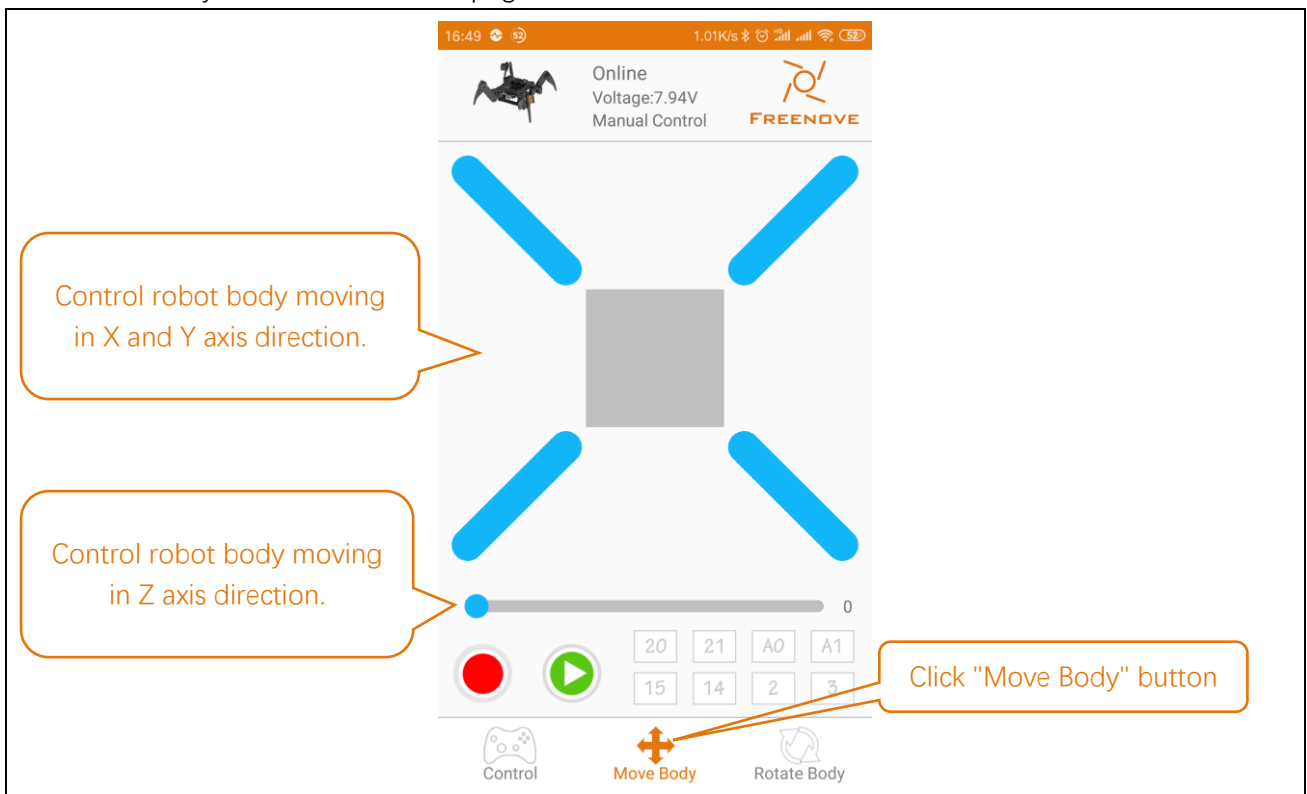 16:49 52 1.01K/s 52
Online
Voltage:7.94V
Manual Control
FREENOVE
Control robot body moving
in X and Y axis direction.
Control robot body moving
in Z axis direction.
0
20 21 A0 A1
15 14 2 3
Click "Move Body" button
Control Move Body Rotate Body